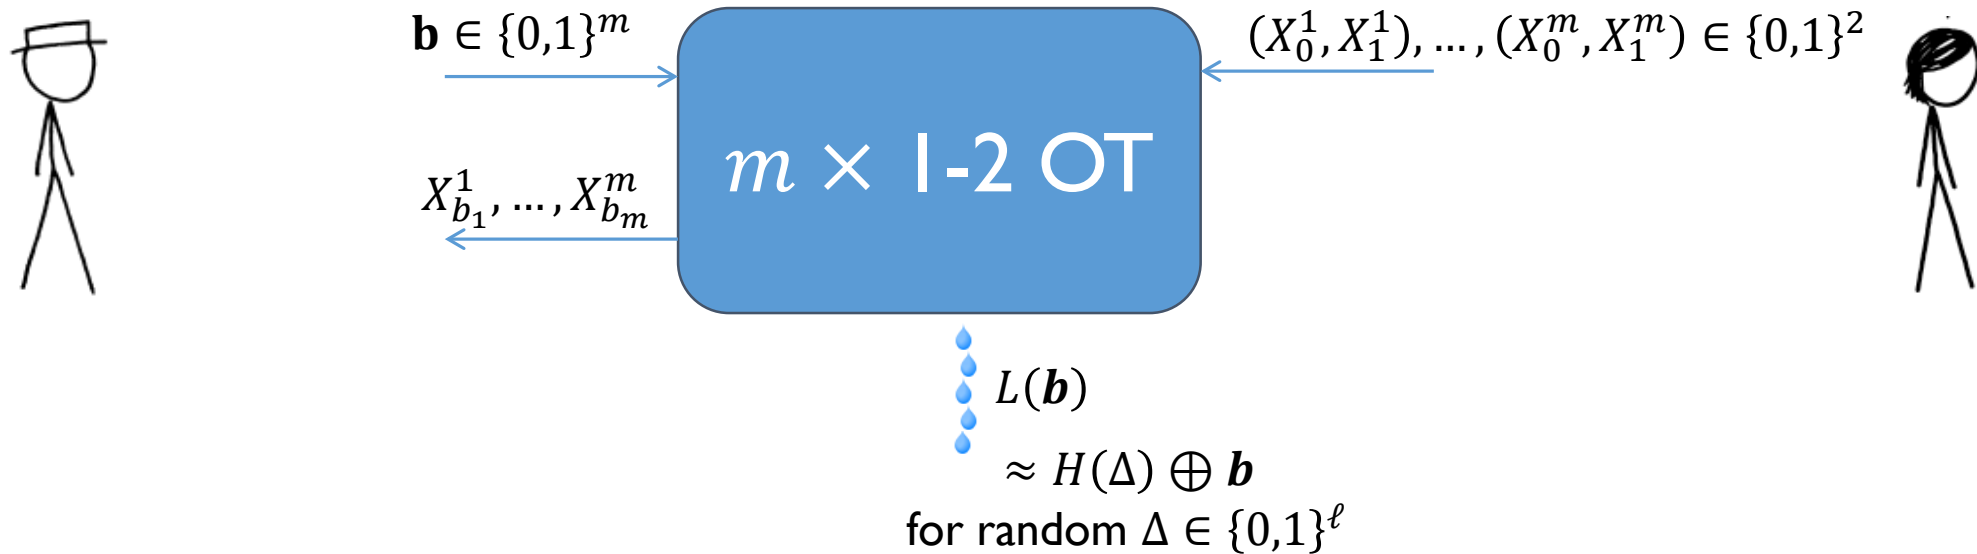 𝐛 ∈ {0,1}^m
(X_0^1, X_1^1), … , (X_0^m, X_1^m) ∈ {0,1}^2
m × 1-2 OT
X_{b_1}^1, … , X_{b_m}^m
L(𝒃)
≈ H(Δ) ⊕ 𝒃
for random Δ ∈ {0,1}^ℓ